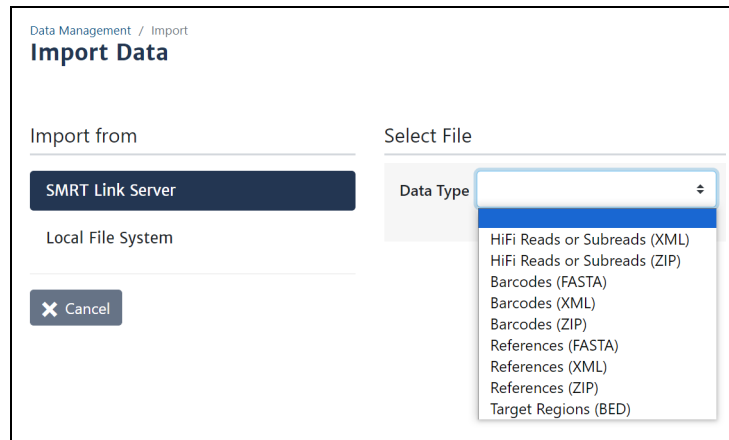 Data Management / Import
Import Data
Import from
SMRT Link Server
Local File System
Cancel
Select File
Data Type
HiFi Reads or Subreads (XML)
HiFi Reads or Subreads (ZIP)
Barcodes (FASTA)
Barcodes (XML)
Barcodes (ZIP)
References (FASTA)
References (XML)
References (ZIP)
Target Regions (BED)